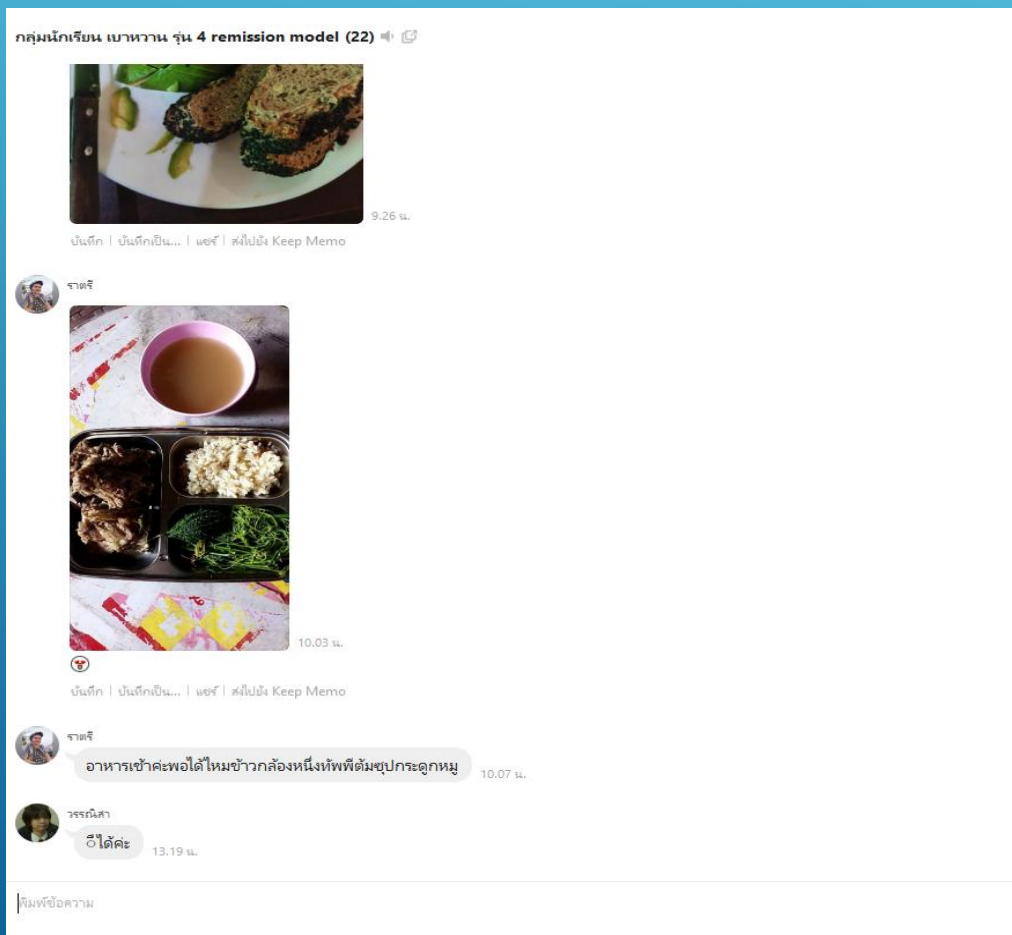 กลุ่มนักเรียน เบาหวาน รุ่น 4 remission model (22)
9.26 น.
บันทึก | บันทึกเป็น... | แชร์ | ส่งไปยัง Keep Memo
ราตรี
10.03 น.
บันทึก | บันทึกเป็น... | แชร์ | ส่งไปยัง Keep Memo
ราตรี
อาหารเช้าค่ะพอได้ไหมข้าวกล้องหนึ่งทัพพีต้มซุปกระดูกหมู
10.07 น.
วรรณิสา
ืได้ค่ะ
13.19 น.
พิมพ์ข้อความ